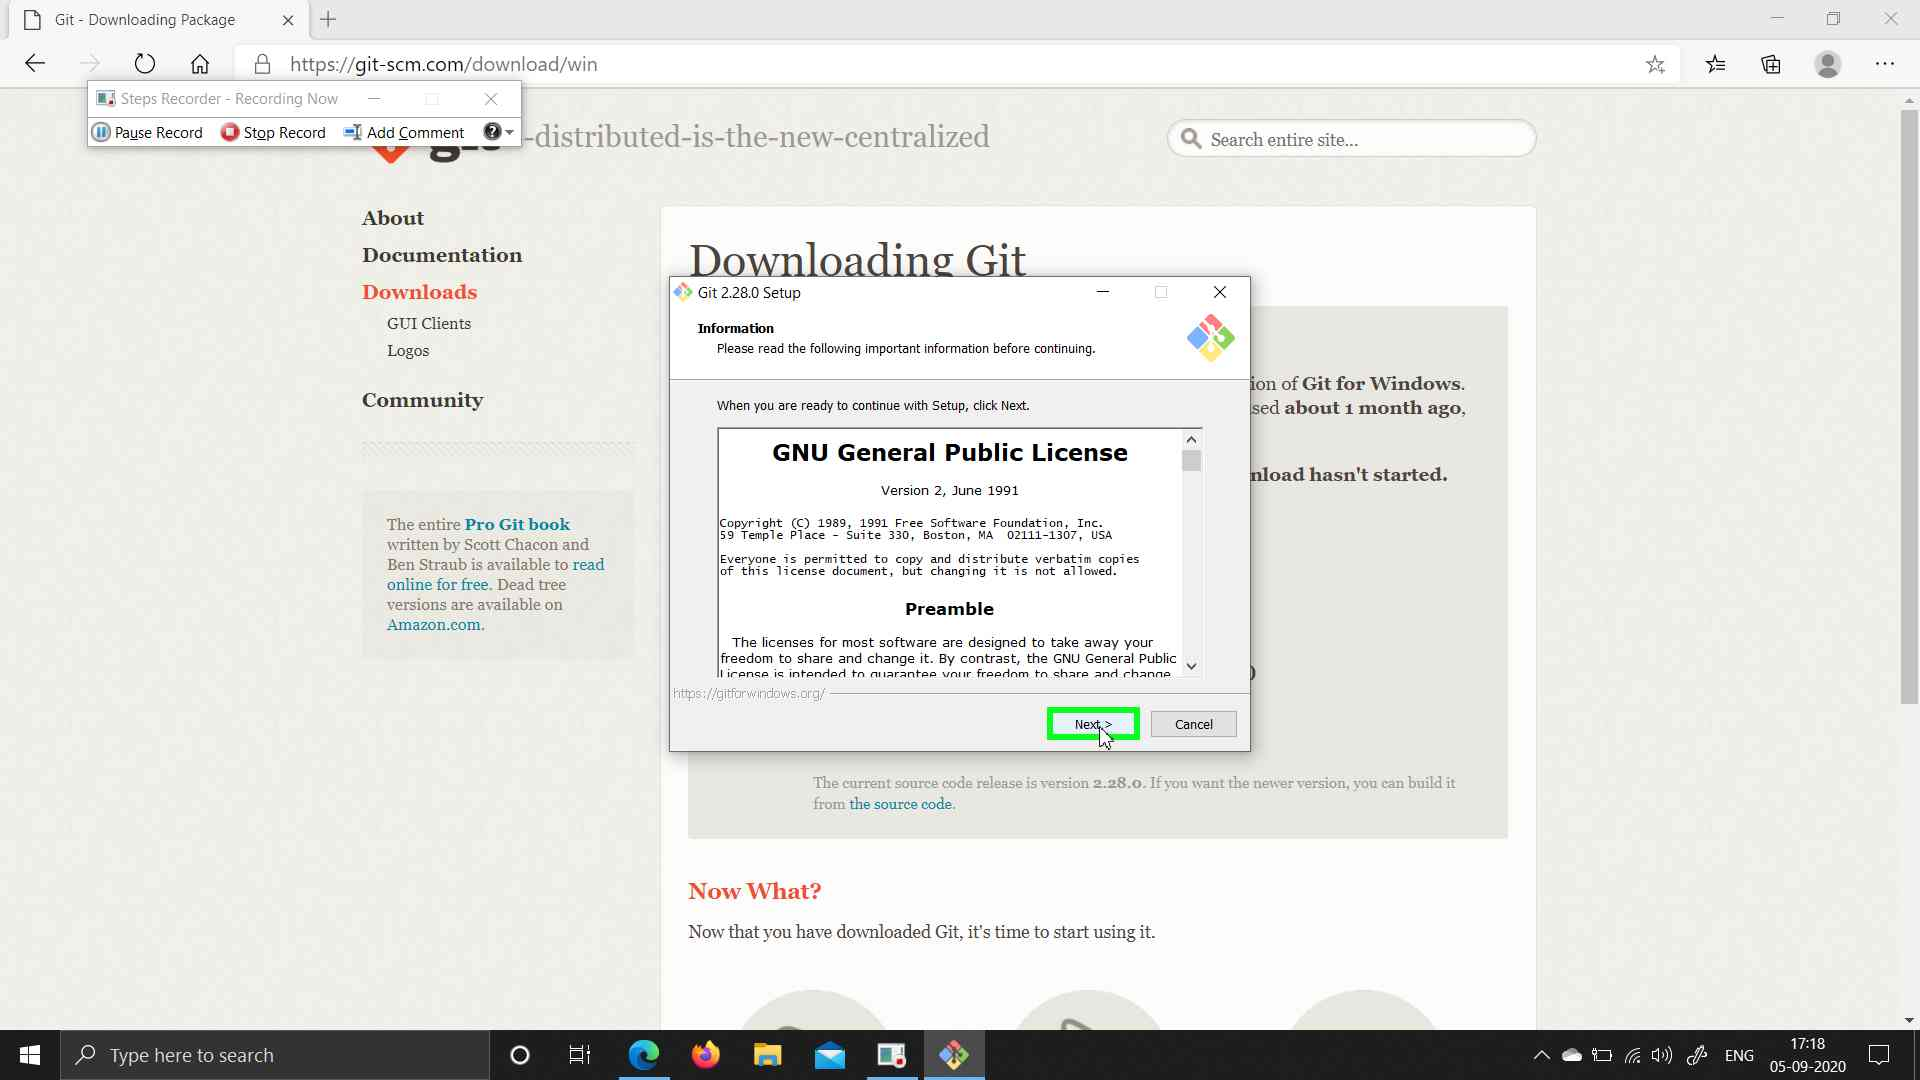 Git - Downloading Package
https://git-scm.com/download/win
Steps Recorder - Recording Now
Pause Record
Stop Record
Add Comment
-distributed-is-the-new-centralized
Search entire site...
About
Documentation
Downloads
GUI Clients
Logos
Community
The entire Pro Git book
written by Scott Chacon and
Ben Straub is available to read
online for free. Dead tree
versions are available on
Amazon.com.
Downloading Git
ion of Git for Windows.
sed about 1 month ago,
nload hasn't started.
Git 2.28.0 Setup
Information
Please read the following important information before continuing.
When you are ready to continue with Setup, click Next.
GNU General Public License
Version 2, June 1991
Copyright (C) 1989, 1991 Free Software Foundation, Inc.
59 Temple Place - Suite 330, Boston, MA  02111-1307, USA
Everyone is permitted to copy and distribute verbatim copies
of this license document, but changing it is not allowed.
Preamble
The licenses for most software are designed to take away your
freedom to share and change it. By contrast, the GNU General Public
License is intended to guarantee your freedom to share and change
https://gitforwindows.org/
Next >
Cancel
The current source code release is version 2.28.0. If you want the newer version, you can build it
from the source code.
Now What?
Now that you have downloaded Git, it's time to start using it.
Type here to search
ENG
17:18
05-09-2020